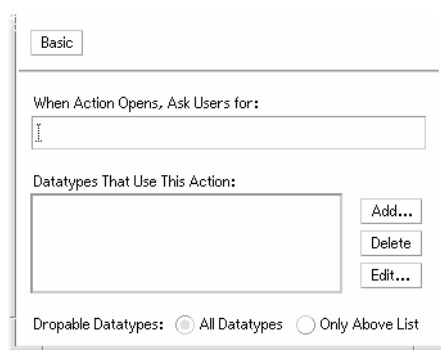 Basic
When Action Opens, Ask Users for:
Datatypes That Use This Action:
Add...
Delete
Edit...
Dropable Datatypes: All Datatypes Only Above List